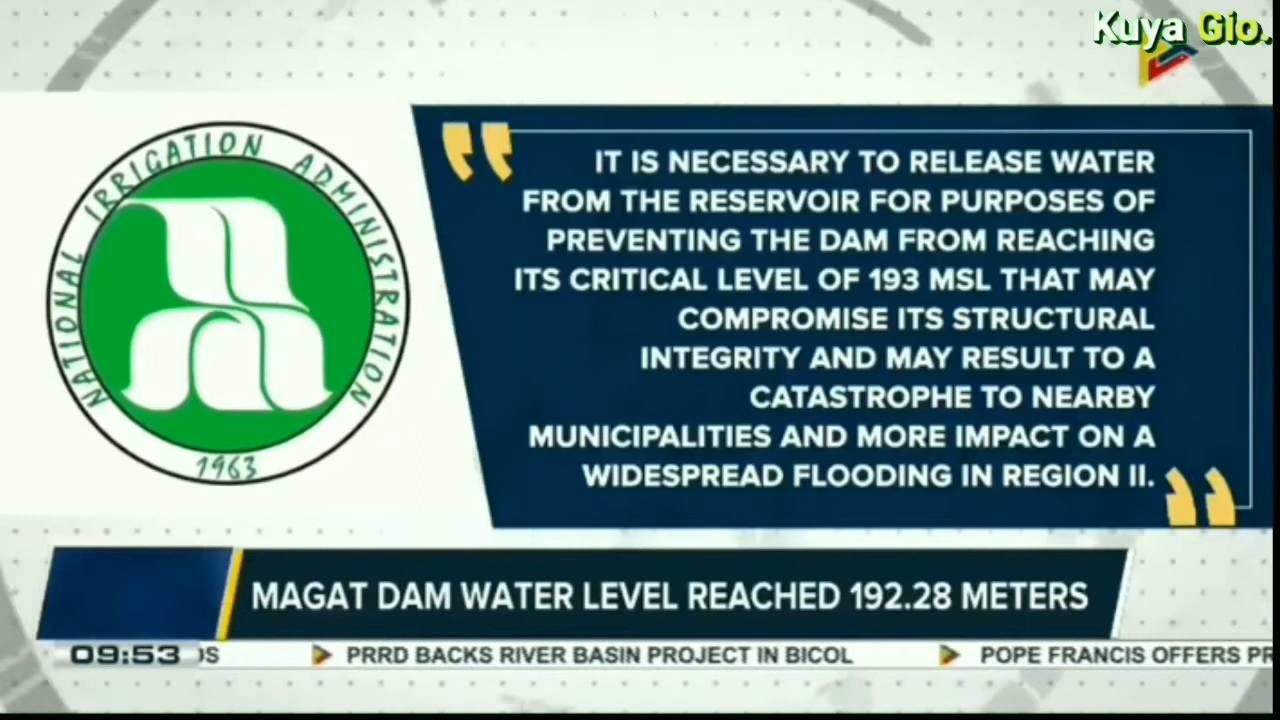 Kuya Gio.
NATIONAL IRRIGATION ADMINISTRATION
1963
IT IS NECESSARY TO RELEASE WATER
FROM THE RESERVOIR FOR PURPOSES OF
PREVENTING THE DAM FROM REACHING
ITS CRITICAL LEVEL OF 193 MSL THAT MAY
COMPROMISE ITS STRUCTURAL
INTEGRITY AND MAY RESULT TO A
CATASTROPHE TO NEARBY
MUNICIPALITIES AND MORE IMPACT ON A
WIDESPREAD FLOODING IN REGION II.
MAGAT DAM WATER LEVEL REACHED 192.28 METERS
09:53 PRRD BACKS RIVER BASIN PROJECT IN BICOL POPE FRANCIS OFFERS